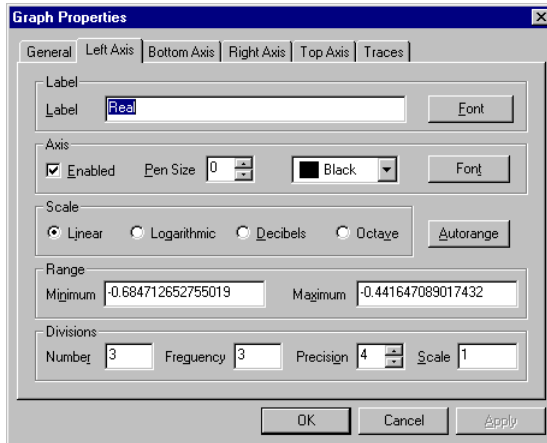 Graph Properties
General Left Axis Bottom Axis Right Axis Top Axis Traces
Label
Label Real Font
Axis
Enabled Pen Size 0 Black Font
Scale
Linear Logarithmic Decibels Octave Autorange
Range
Minimum -0.684712652755019 Maximum -0.441647089017432
Divisions
Number 3 Frequency 3 Precision 4 Scale 1
OK Cancel Apply